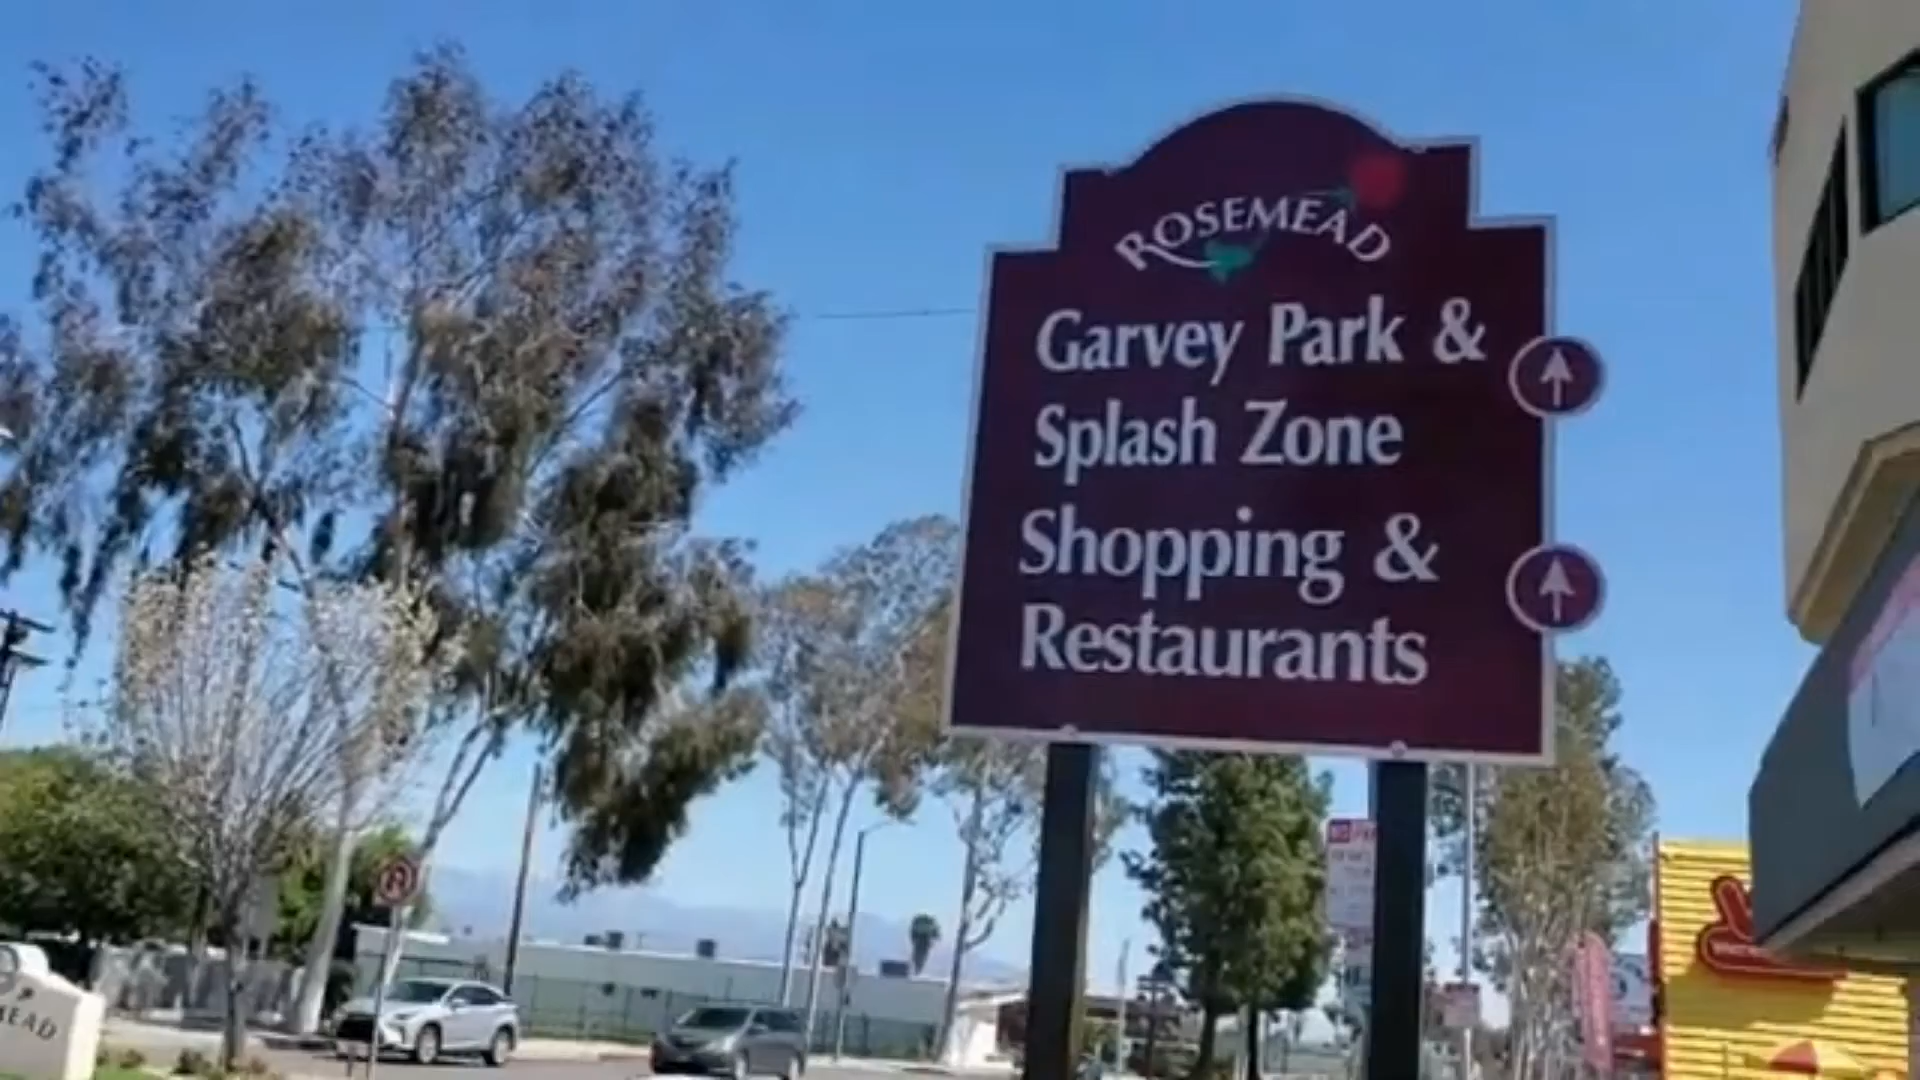 ROSEMEAD
Garvey Park &
Splash Zone
Shopping &
Restaurants